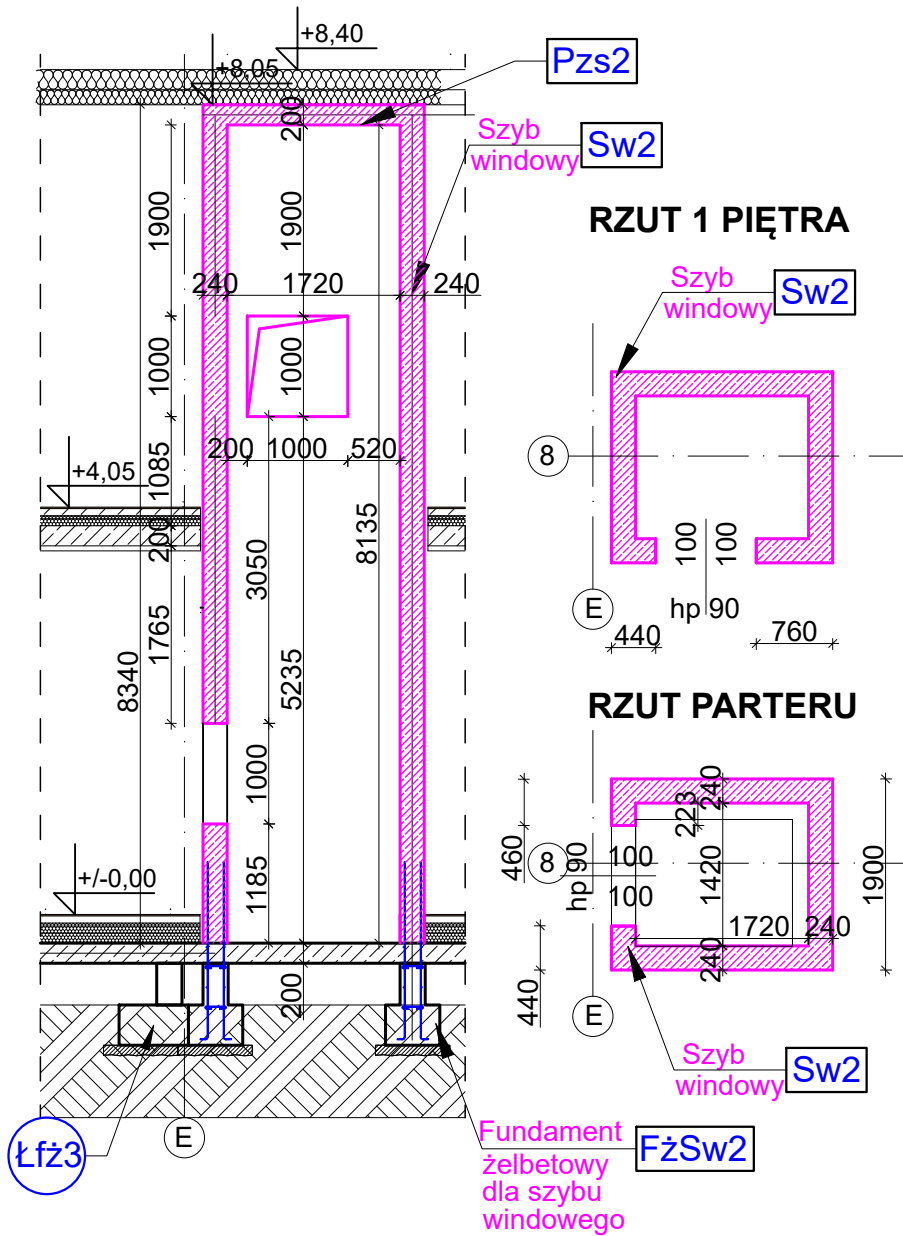 +8,40
+8,05
Pzs2
200
Szyb
windowy
Sw2
1900
1900
RZUT 1 PIĘTRA
240
1720
240
Szyb
windowy
Sw2
1000
1000
200
1000
520
8
+4,05
1085
200
8135
3050
100
100
E
hp 90
440
760
1765
8340
5235
RZUT PARTERU
1000
240
223
460
8
hp 90
100
100
1420
1900
+/-0,00
1185
1720
240
240
440
200
E
Szyb
windowy
Sw2
E
Łfż3
Fundament
żelbetowy
dla szybu
windowego
FżSw2